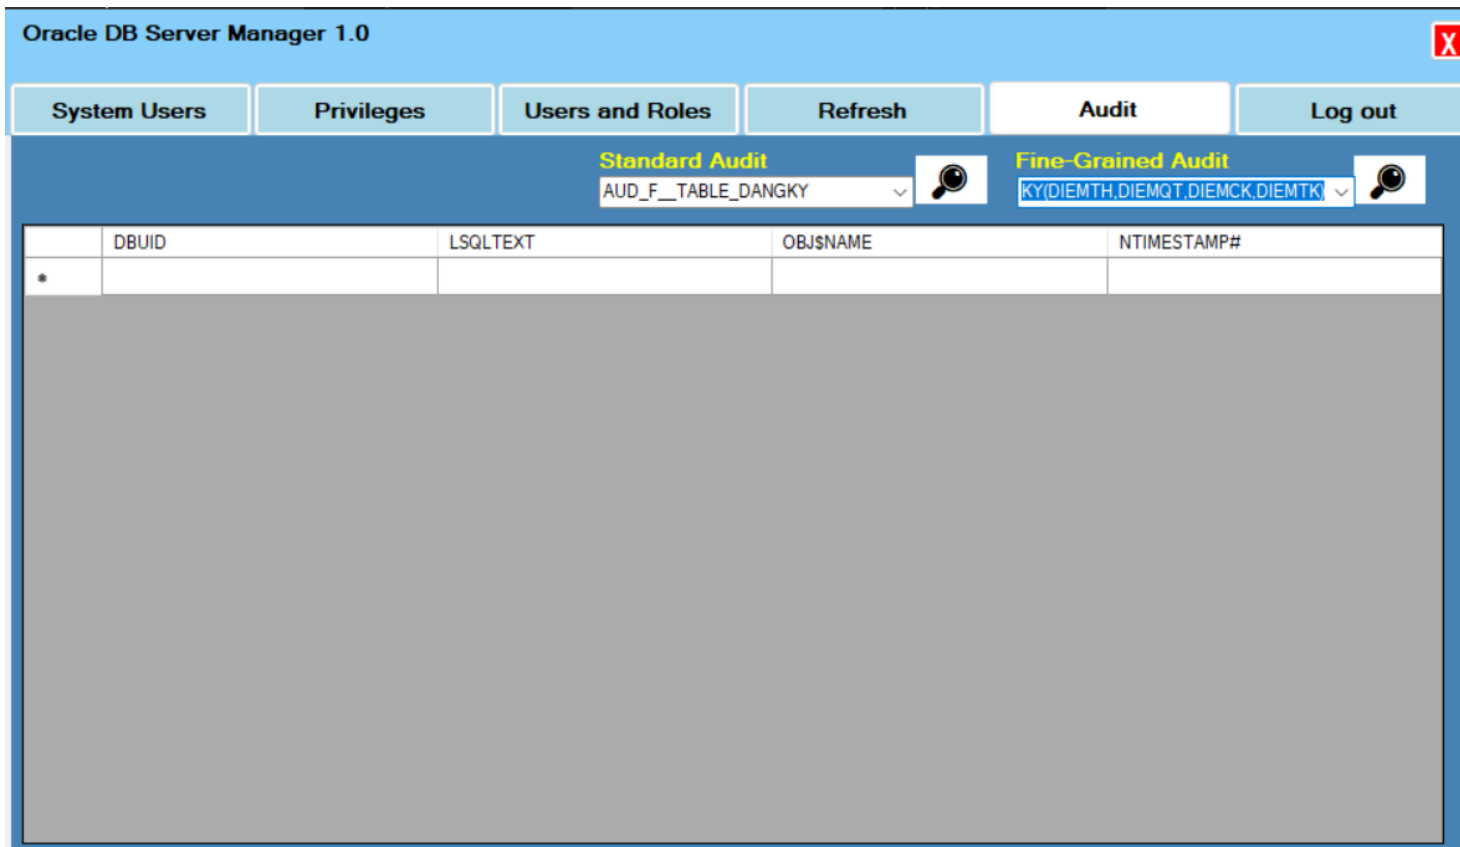 Oracle DB Server Manager 1.0
X
System Users Privileges Users and Roles Refresh Audit Log out
Standard Audit Fine-Grained Audit
AUD_F__TABLE_DANGKY KY(DIEMTH,DIEMQT,DIEMCK,DIEMTK)
DBUID LSQLTEXT OBJ$NAME NTIMESTAMP#
*